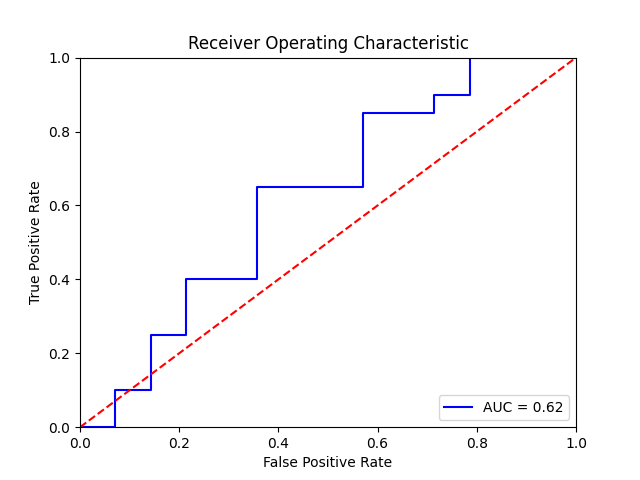 Receiver Operating Characteristic
True Positive Rate
1.0
0.8
0.6
0.4
0.2
0.0
AUC = 0.62
0.0 0.2 0.4 0.6 0.8 1.0
False Positive Rate